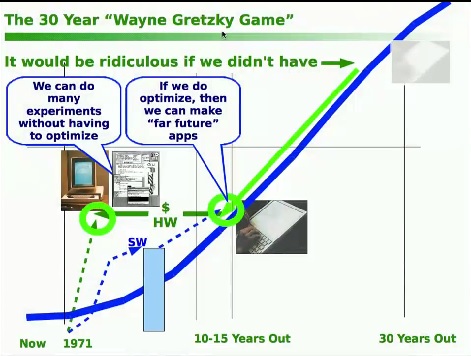 The 30 Year “Wayne Gretzky Game”
It would be ridiculous if we didn't have
We can do
many
experiments
without having
to optimize
If we do
optimize, then
we can make
“far future”
apps
$
HW
SW
Now
1971
10-15 Years Out
30 Years Out